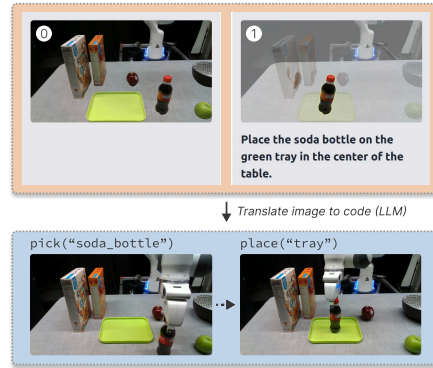 0
1
Place the soda bottle on the
green tray in the center of the
table.
Translate image to code (LLM)
pick(“soda_bottle”)
place(“tray”)